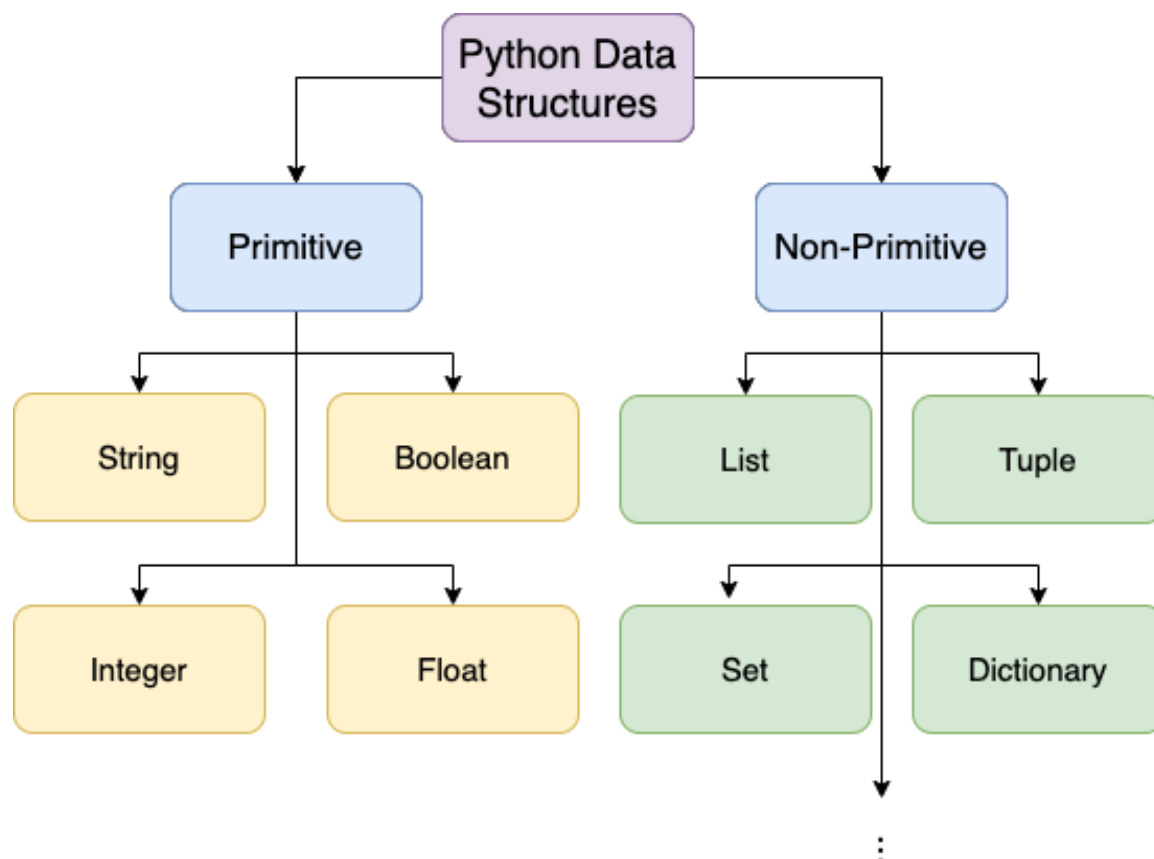 Python Data
Structures
Primitive
Non-Primitive
String
Boolean
List
Tuple
Integer
Float
Set
Dictionary
...